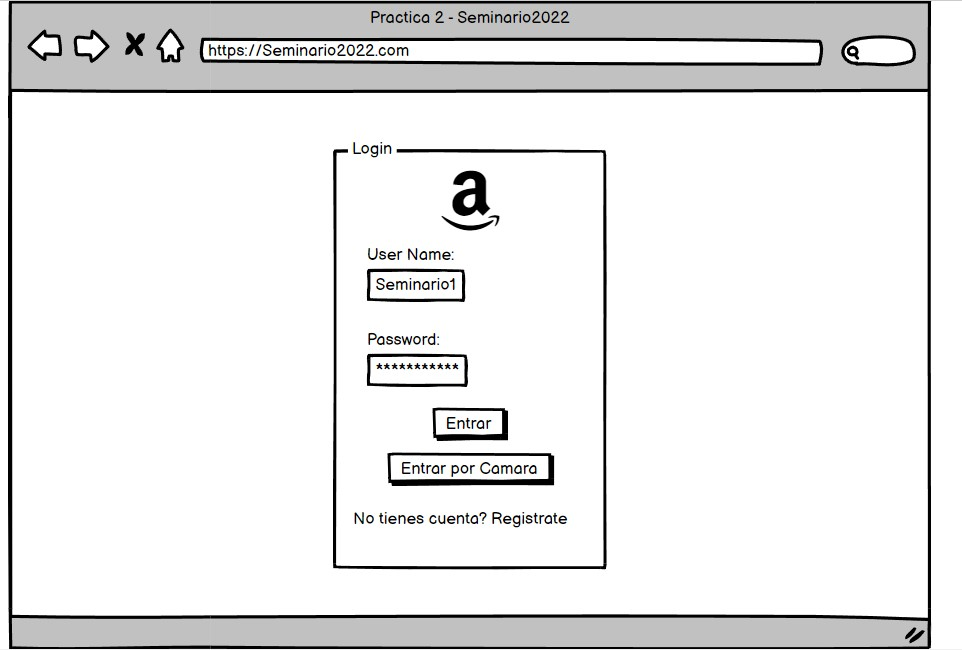 Practica 2 - Seminario2022
https://Seminario2022.com
Login
a
User Name:
Seminario1
Password:
***********
Entrar
Entrar por Camara
No tienes cuenta? Registrate